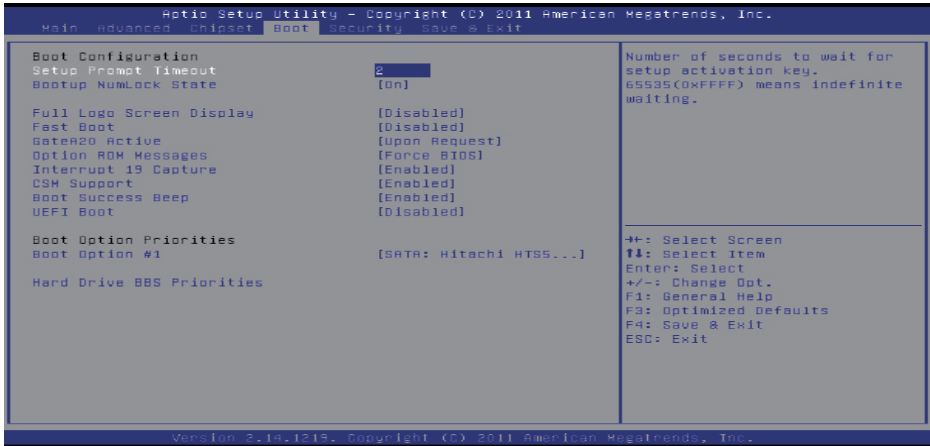 Aptio Setup Utility - Copyright (C) 2011 American Megatrends, Inc.
Main Advanced Chipset Boot Security Save & Exit
Boot Configuration
Setup Prompt Timeout 2
Bootup NumLock State [On]
Full Logo Screen Display [Disabled]
Fast Boot [Disabled]
GateA20 Active [Upon Request]
Option ROM Messages [Force BIOS]
Interrupt 19 Capture [Enabled]
CSM Support [Enabled]
Boot Success Beep [Enabled]
UEFI Boot [Disabled]
Boot Option Priorities
Boot Option #1 [SATA: Hitachi HTS5...]
Hard Drive BBS Priorities
Number of seconds to wait for
setup activation key.
65535(0xFFFF) means indefinite
waiting.
→←: Select Screen
↑↓: Select Item
Enter: Select
+/-: Change Opt.
F1: General Help
F3: Optimized Defaults
F4: Save & Exit
ESC: Exit
Version 2.14.1219. Copyright (C) 2011 American Megatrends, Inc.